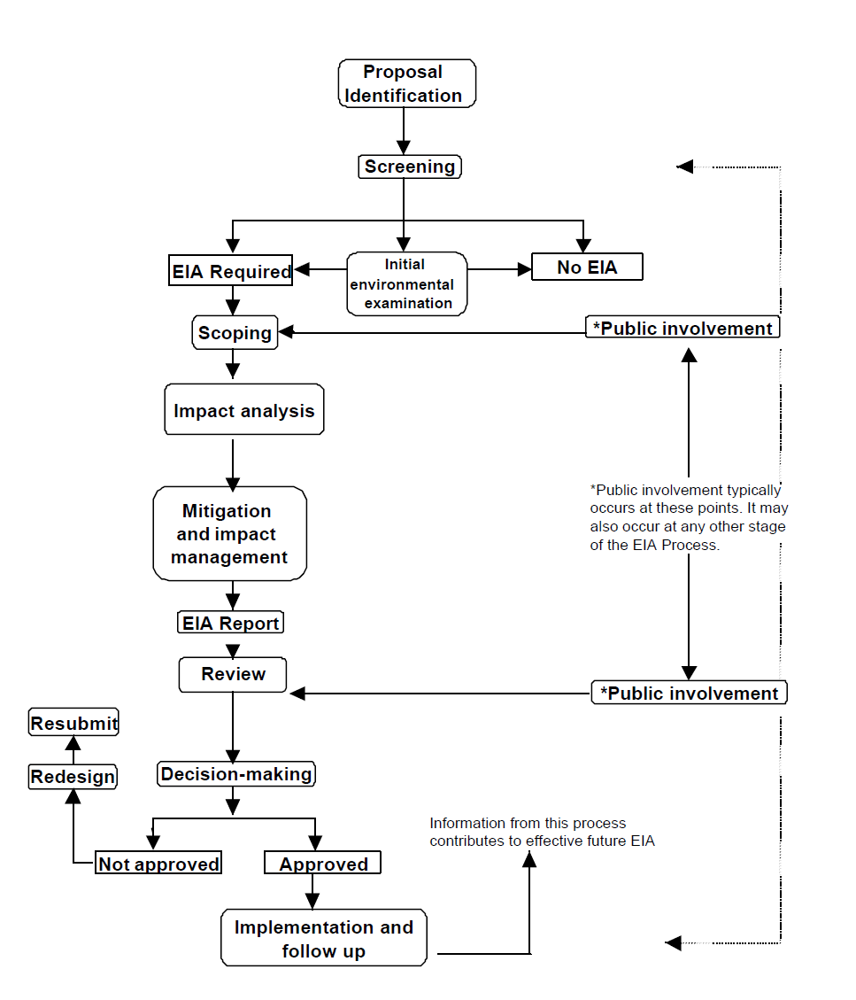 Proposal
Identification
Screening
EIA Required
Initial
environmental
examination
No EIA
Scoping
*Public involvement
Impact analysis
*Public involvement typically
occurs at these points. It may
also occur at any other stage
of the EIA Process.
Mitigation
and impact
management
EIA Report
Review
*Public involvement
Resubmit
Redesign
Decision-making
Not approved
Approved
Information from this process
contributes to effective future EIA
Implementation and
follow up